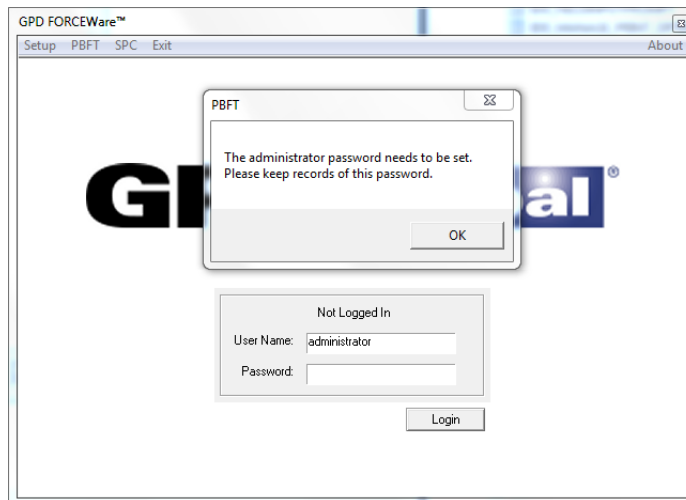 GPD FORCEWare™
Setup PBFT SPC Exit About
PBFT
The administrator password needs to be set.
Please keep records of this password.
OK
al®
Not Logged In
User Name: administrator
Password:
Login